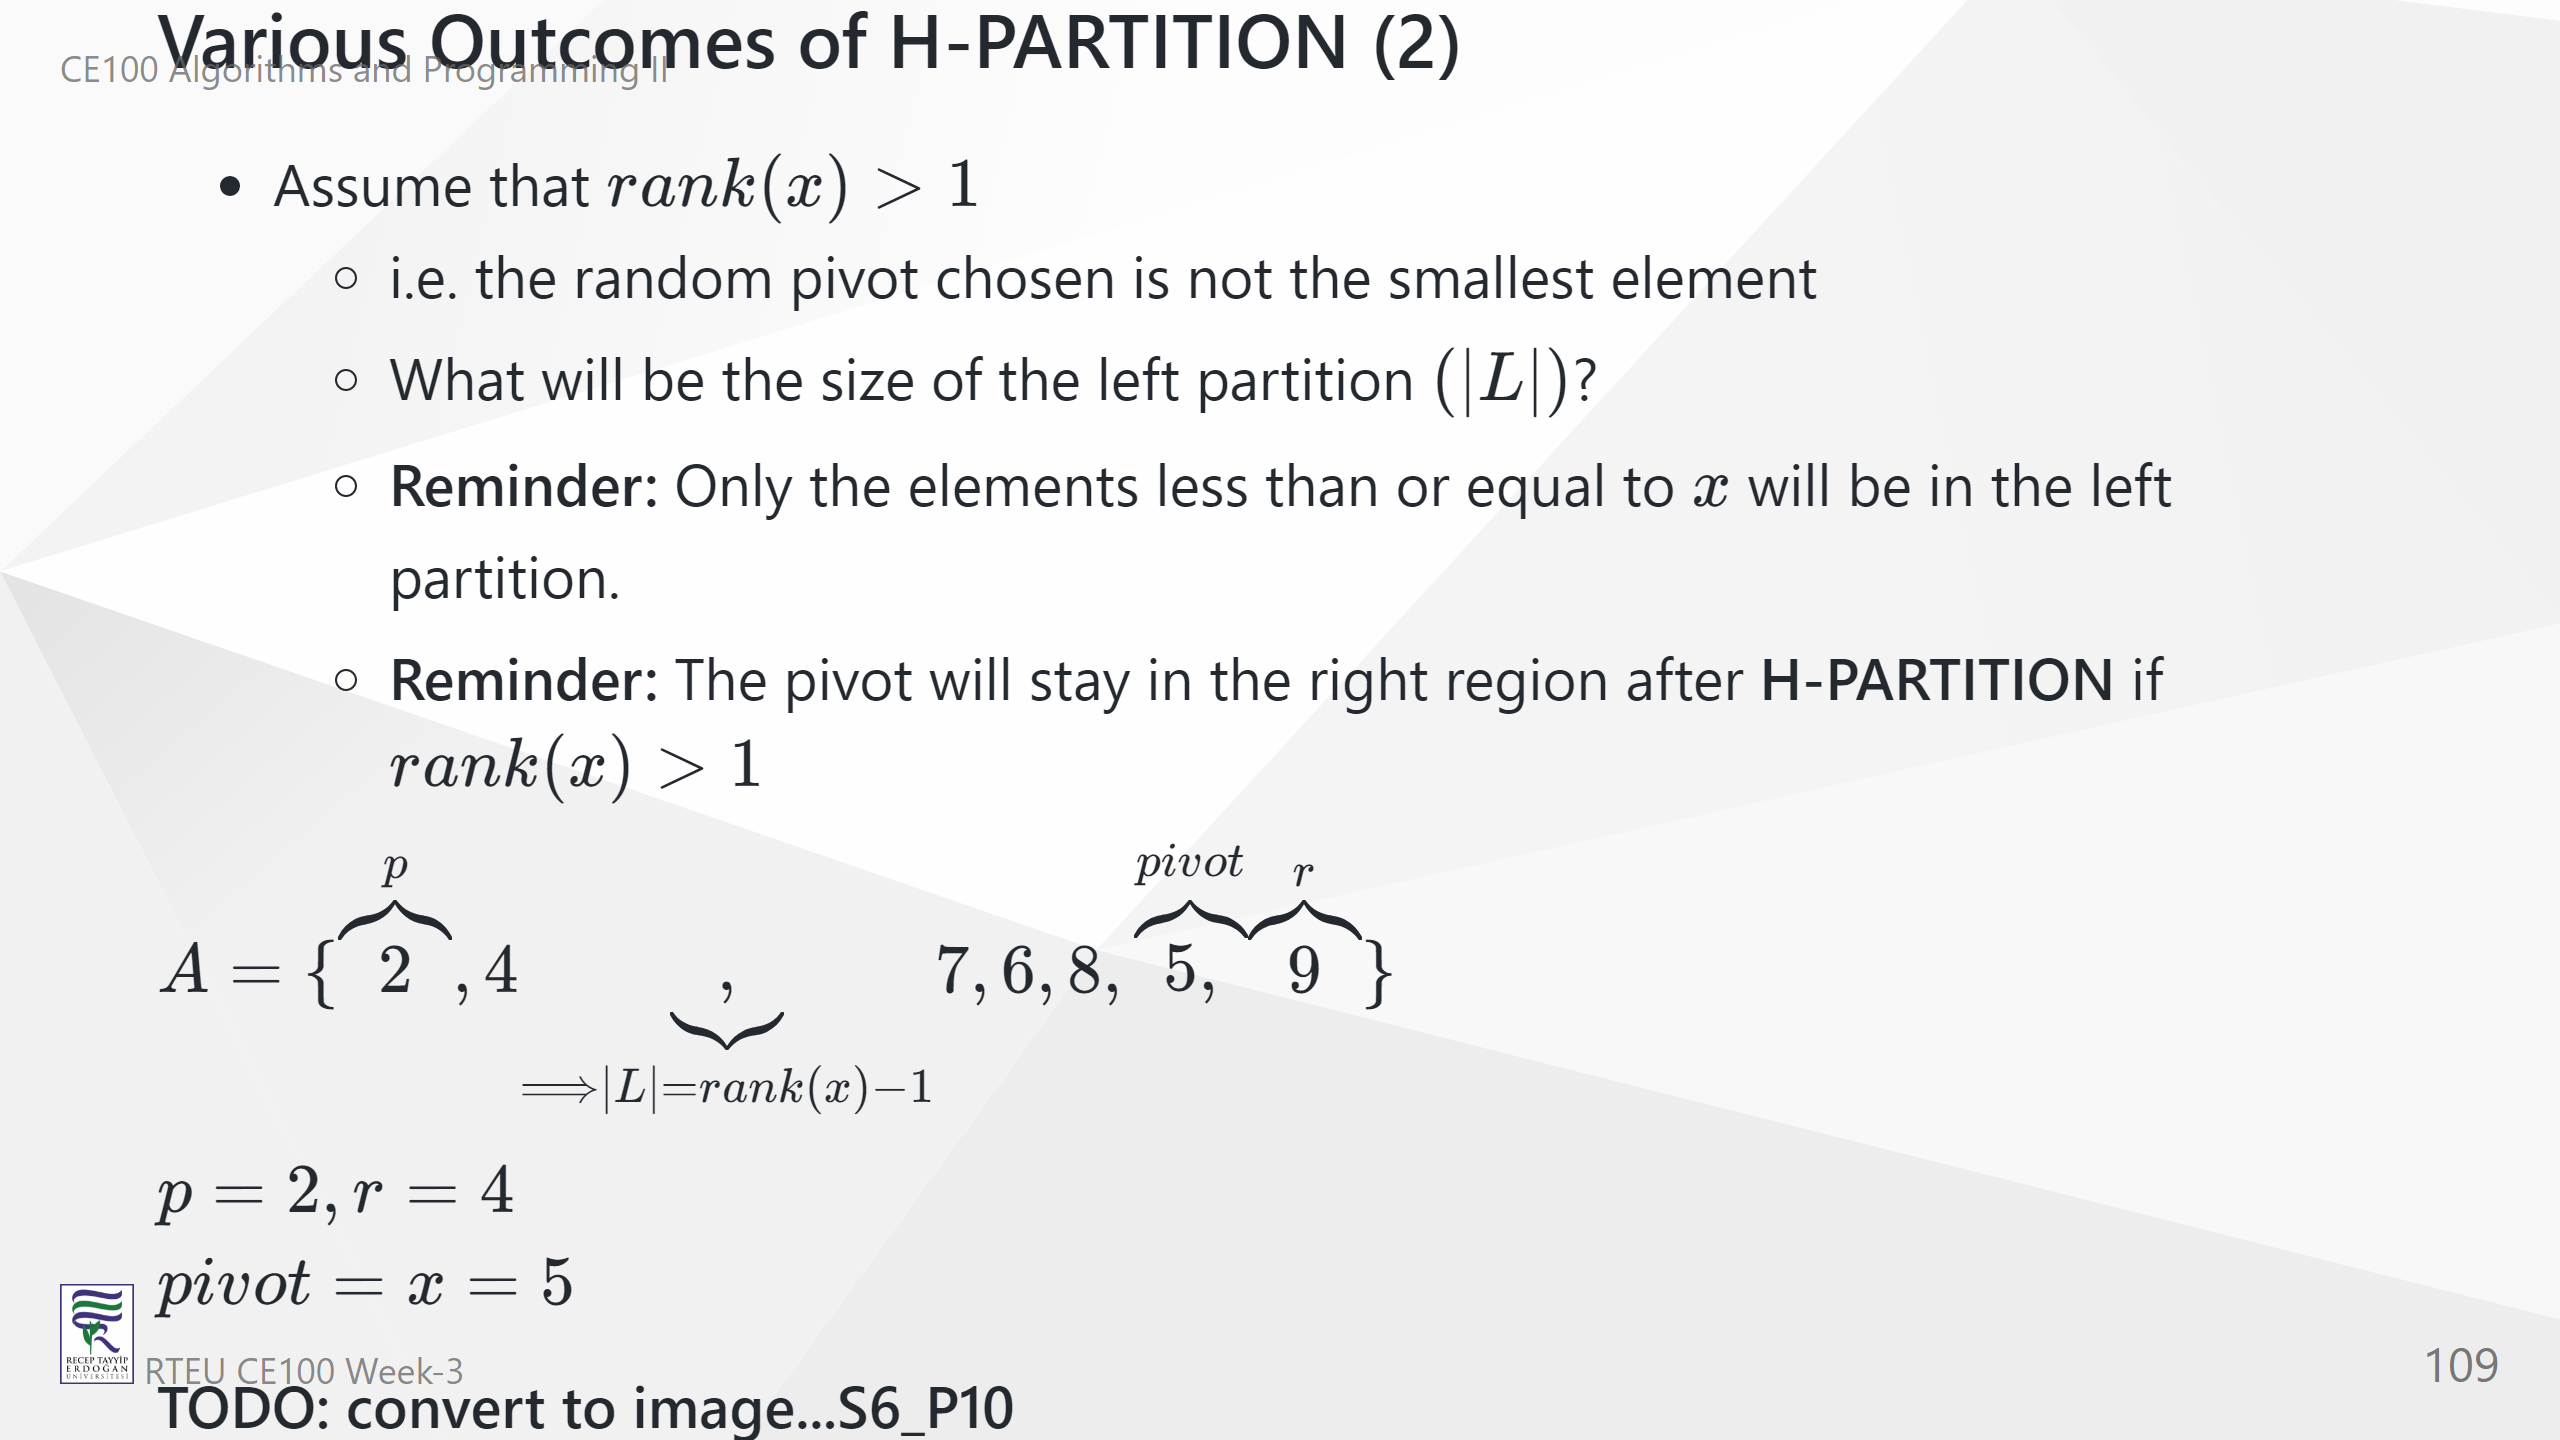 Various Outcomes of H-PARTITION (2)
CE100 Algorithms and Programming II
• Assume that rank(x) > 1
○ i.e. the random pivot chosen is not the smallest element
○ What will be the size of the left partition (|L|)?
○ Reminder: Only the elements less than or equal to x will be in the left
partition.
○ Reminder: The pivot will stay in the right region after H-PARTITION if
rank(x) > 1
p pivot r
A = { 2 , 4 , 7, 6, 8, 5, 9 }
⟹|L|=rank(x)−1
p = 2, r = 4
pivot = x = 5
RECEP TAYYİP
ERDOĞAN
ÜNİVERSİTESİ
RTEU CE100 Week-3
109
TODO: convert to image...S6_P10